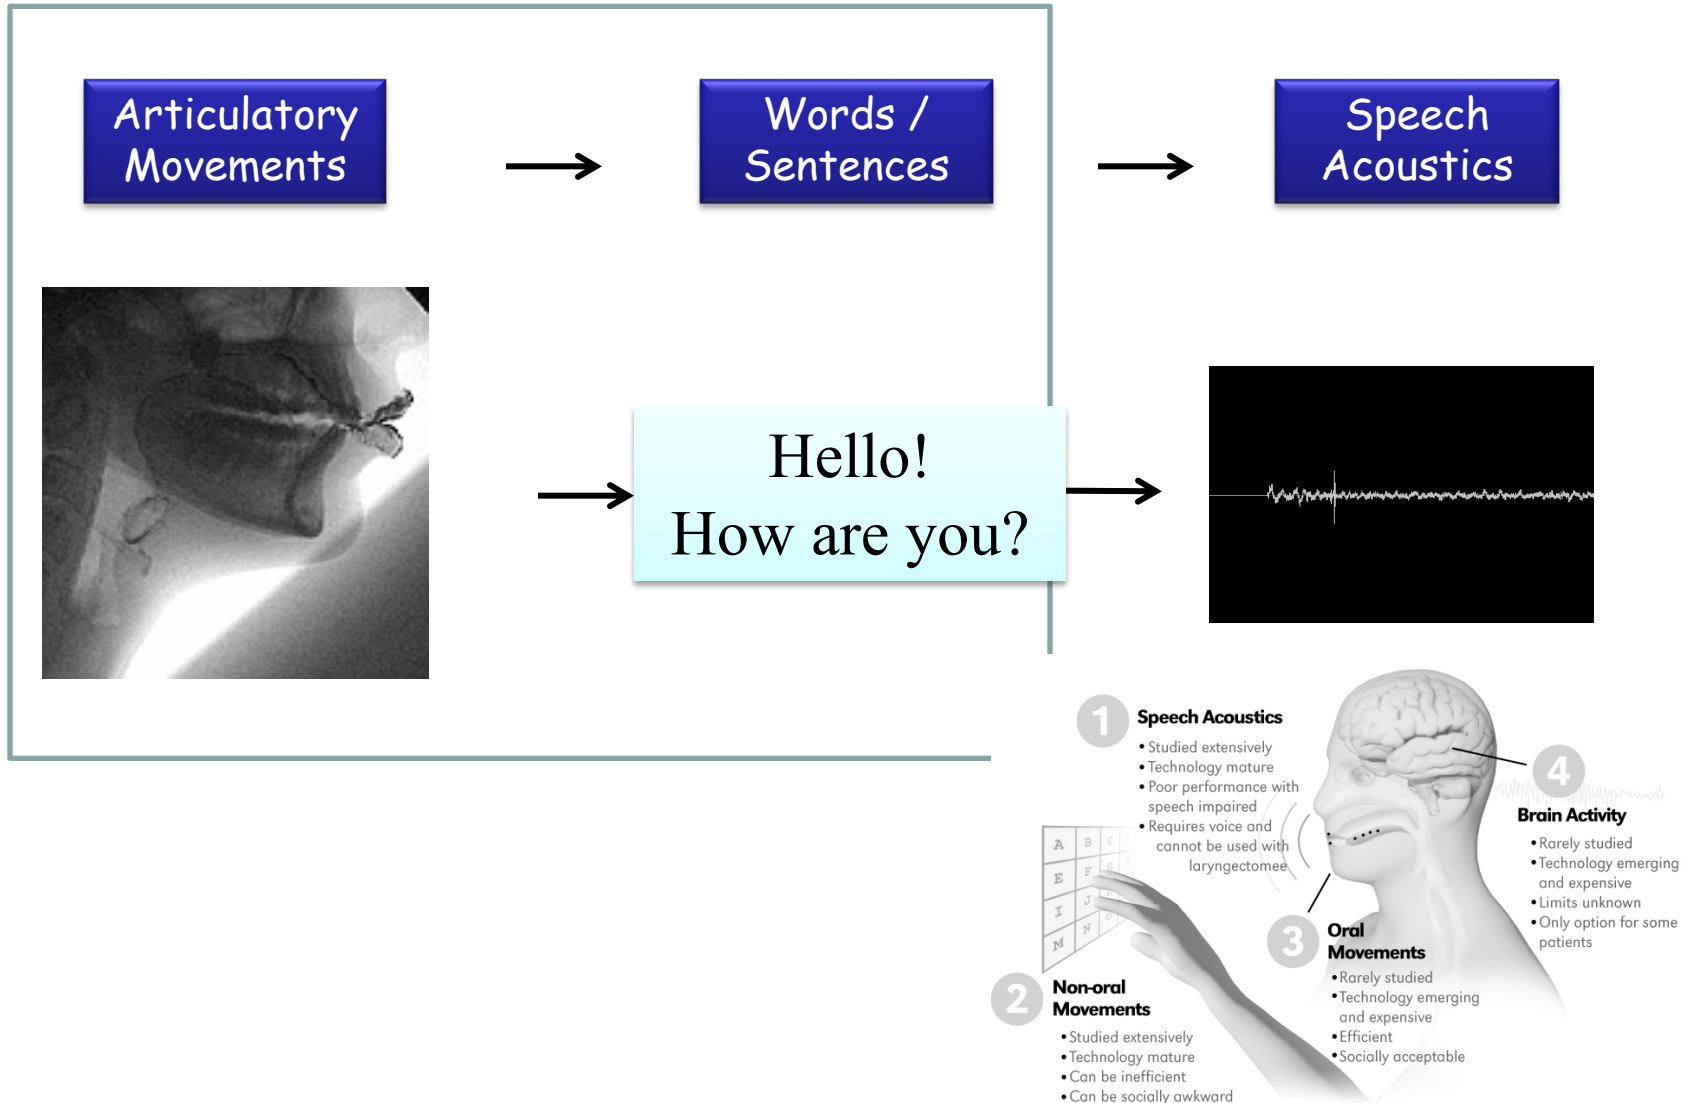 Articulatory
Movements
Words /
Sentences
Speech
Acoustics
Hello!
How are you?
1
Speech Acoustics
• Studied extensively
• Technology mature
• Poor performance with
speech impaired
• Requires voice and
cannot be used with
laryngectomee
4
Brain Activity
• Rarely studied
• Technology emerging
and expensive
• Limits unknown
• Only option for some
patients
A B C
E F G
I J
M N O
3
Oral
Movements
• Rarely studied
• Technology emerging
and expensive
• Efficient
• Socially acceptable
2
Non-oral
Movements
• Studied extensively
• Technology mature
• Can be inefficient
• Can be socially awkward